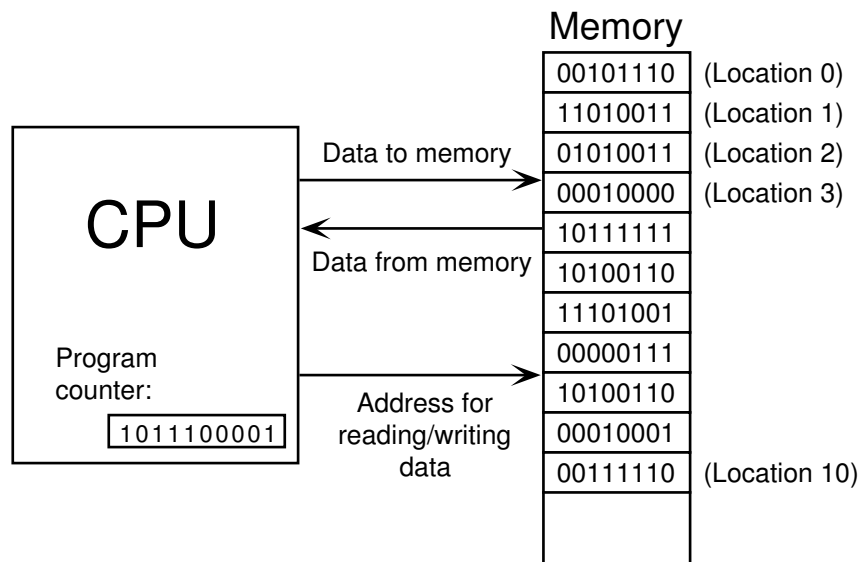 Memory
00101110 (Location 0)
11010011 (Location 1)
Data to memory
01010011 (Location 2)
00010000 (Location 3)
CPU
10111111
Data from memory
10100110
11101001
Program
counter:
00000111
10100110
1011100001
Address for
reading/writing
data
00010001
00111110 (Location 10)